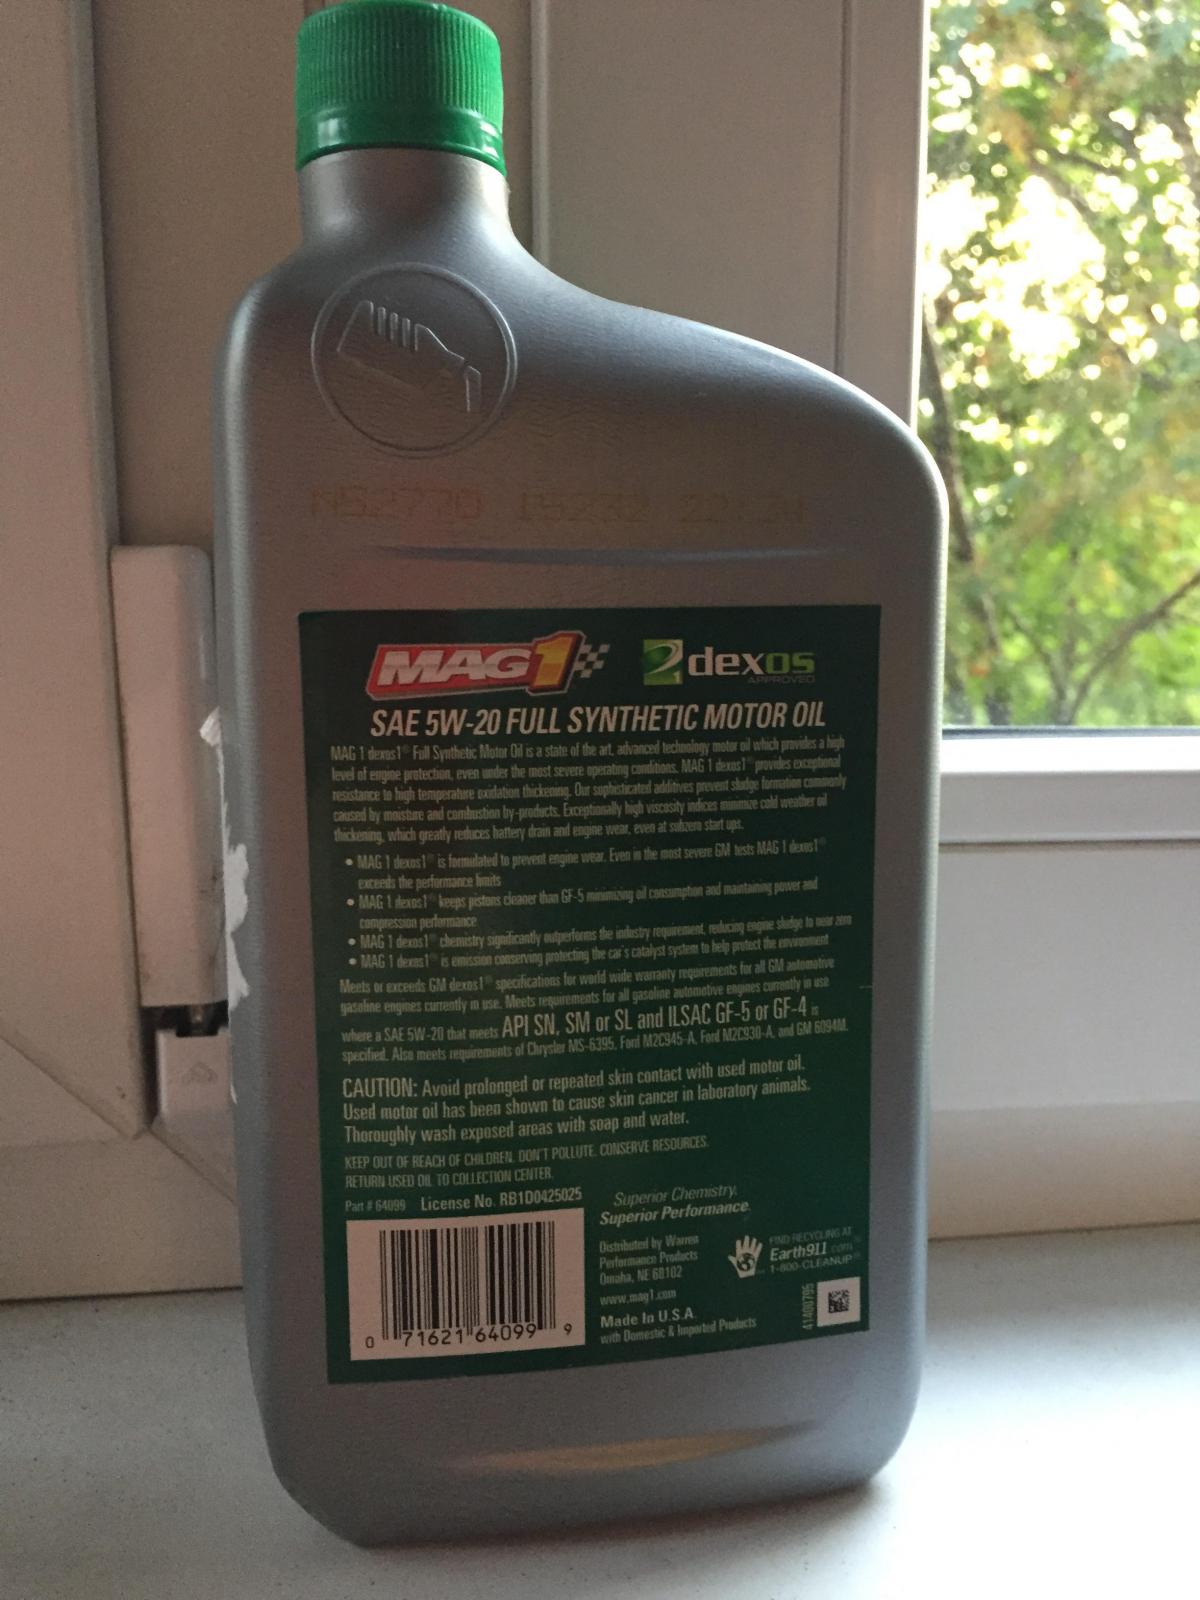 MS2770 15232 22:34
MAG1
dexos
1
APPROVED
SAE 5W-20 FULL SYNTHETIC MOTOR OIL
MAG 1 dexos1® Full Synthetic Motor Oil is a state of the art, advanced technology motor oil which provides a high
level of engine protection, even under the most severe operating conditions. MAG 1 dexos1® provides exceptional
resistance to high temperature oxidation thickening. Our sophisticated additives prevent sludge formation commonly
caused by moisture and combustion by-products. Exceptionally high viscosity indices minimize cold weather oil
thickening, which greatly reduces battery drain and engine wear, even at subzero start ups.
• MAG 1 dexos1® is formulated to prevent engine wear. Even in the most severe GM tests MAG 1 dexos1®
exceeds the performance limits
• MAG 1 dexos1® keeps pistons cleaner than GF-5 minimizing oil consumption and maintaining power and
compression performance
• MAG 1 dexos1® chemistry significantly outperforms the industry requirement, reducing engine sludge to near zero
• MAG 1 dexos1® is emission conserving protecting the car's catalyst system to help protect the environment
Meets or exceeds GM dexos1® specifications for world wide warranty requirements for all GM automotive
gasoline engines currently in use. Meets requirements for all gasoline automotive engines currently in use
where a SAE 5W-20 that meets API SN, SM or SL and ILSAC GF-5 or GF-4 is
specified. Also meets requirements of Chrysler MS-6395, Ford M2C945-A, Ford M2C930-A, and GM 6094M.
CAUTION: Avoid prolonged or repeated skin contact with used motor oil.
Used motor oil has been shown to cause skin cancer in laboratory animals.
Thoroughly wash exposed areas with soap and water.
KEEP OUT OF REACH OF CHILDREN. DON'T POLLUTE. CONSERVE RESOURCES.
RETURN USED OIL TO COLLECTION CENTER.
Part # 64099 License No. RB1D0425025
Superior Chemistry.
Superior Performance.
Distributed by Warren
Performance Products
Omaha, NE 68102
www.mag1.com
Made In U.S.A.
with Domestic & Imported Products
FIND RECYCLING AT
Earth911.com
1-800-CLEANUP
41400795
0 71621 64099 9